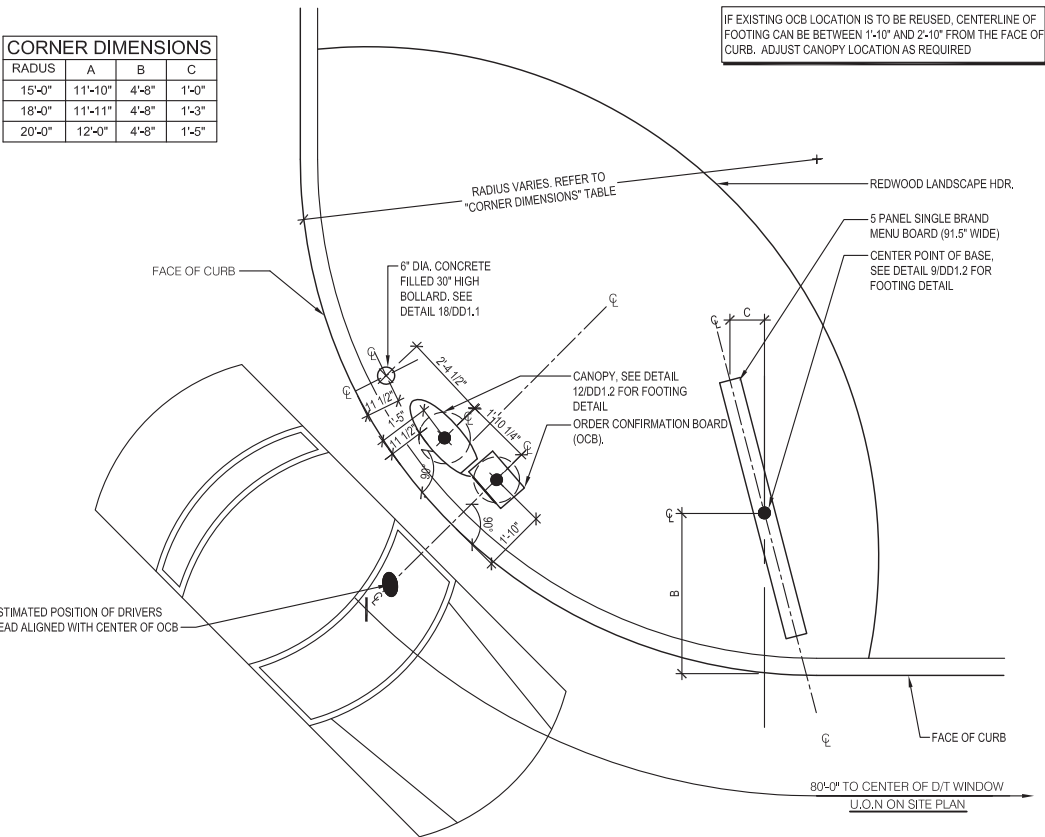 CORNER DIMENSIONS
RADIUS A B C
15'-0" 11'-10" 4'-8" 1'-0"
18'-0" 11'-11" 4'-8" 1'-3"
20'-0" 12'-0" 4'-8" 1'-5"
IF EXISTING OCB LOCATION IS TO BE REUSED, CENTERLINE OF
FOOTING CAN BE BETWEEN 1'-10" AND 2'-10" FROM THE FACE OF
CURB. ADJUST CANOPY LOCATION AS REQUIRED
RADIUS VARIES. REFER TO
"CORNER DIMENSIONS" TABLE
REDWOOD LANDSCAPE HDR.
5 PANEL SINGLE BRAND
MENU BOARD (91.5" WIDE)
CENTER POINT OF BASE,
SEE DETAIL 9/DD1.2 FOR
FOOTING DETAIL
FACE OF CURB
6" DIA. CONCRETE
FILLED 30" HIGH
BOLLARD. SEE
DETAIL 18/DD1.1
℄
C
℄
℄
℄
2'-4 1/2"
CANOPY, SEE DETAIL
12/DD1.2 FOR FOOTING
DETAIL
11 1/2"
1'-5"
11 1/2"
℄
1'-10 1/4"
℄
ORDER CONFIRMATION BOARD
(OCB).
90°
90°
1'-10"
℄
B
℄
STIMATED POSITION OF DRIVERS
EAD ALIGNED WITH CENTER OF OCB
℄
FACE OF CURB
80'-0" TO CENTER OF D/T WINDOW
U.O.N ON SITE PLAN